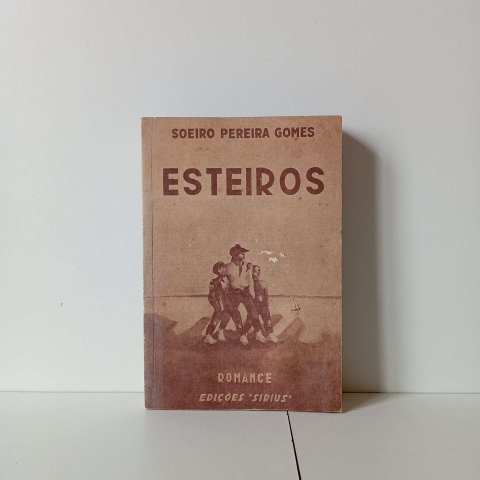 SOEIRO PEREIRA GOMES
ESTEIROS
ROMANCE
EDIÇÕES "SIRIUS"